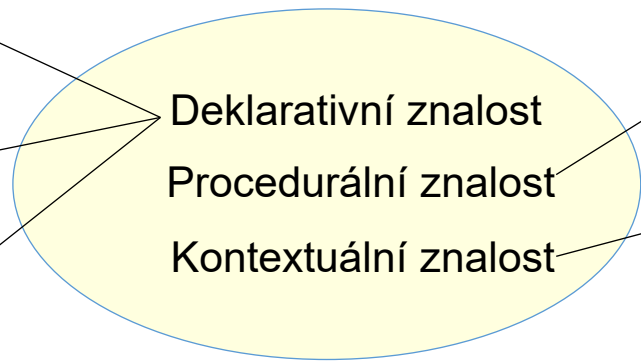 Deklarativní znalost
Procedurální znalost
Kontextuální znalost